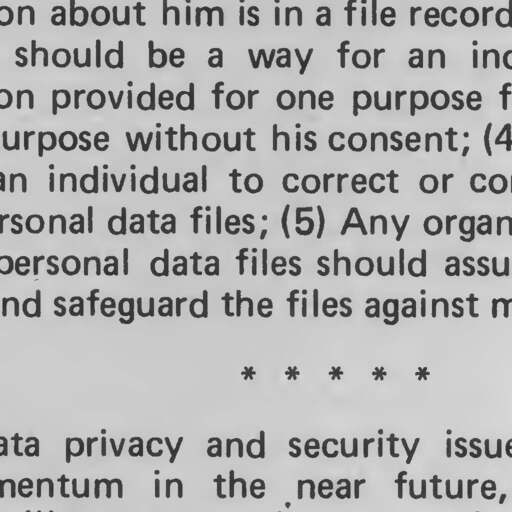 on about him is in a file record
should be a way for an ind
on provided for one purpose f
urpose without his consent; (4
an individual to correct or co
rsonal data files; (5) Any organ
personal data files should assu
nd safeguard the files against m
* * * * *
ata privacy and security issue
mentum in the near future,